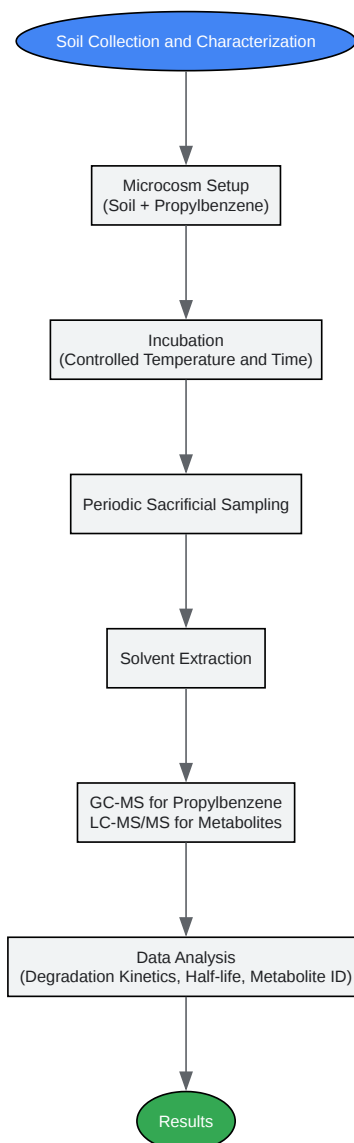 Soil Collection and Characterization
Microcosm Setup
(Soil + Propylbenzene)
Incubation
(Controlled Temperature and Time)
Periodic Sacrificial Sampling
Solvent Extraction
GC-MS for Propylbenzene
LC-MS/MS for Metabolites
Data Analysis
(Degradation Kinetics, Half-life, Metabolite ID)
Results